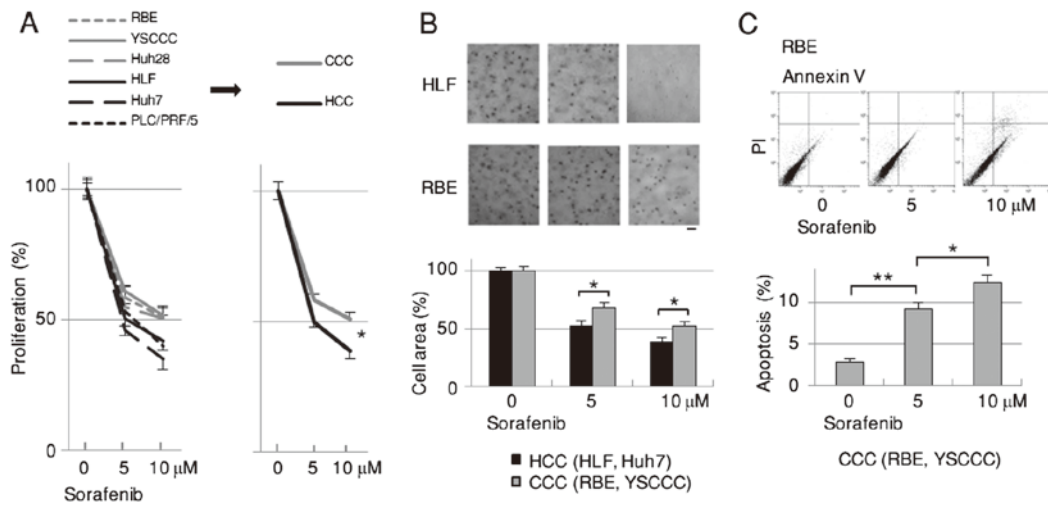 A
RBE
YSCCC
Huh28
HLF
Huh7
PLC/PRF/5
CCC
HCC
Proliferation (%)
100
50
0
0 5 10 μM
Sorafenib
0 5 10 μM
*
B
HLF
RBE
Cell area (%)
100
50
0
* *
0 5 10 μM
Sorafenib
HCC (HLF, Huh7)
CCC (RBE, YSCCC)
C
RBE
Annexin V
PI
0 5 10 μM
Sorafenib
Apoptosis (%)
10
5
0
** *
0 5 10 μM
Sorafenib
CCC (RBE, YSCCC)